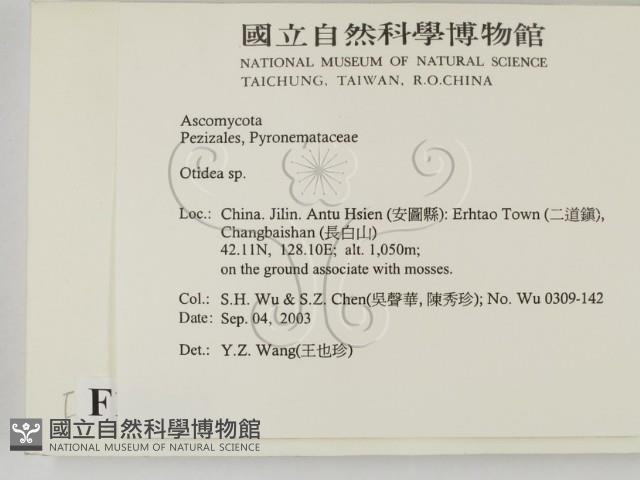 國立自然科學博物館
NATIONAL MUSEUM OF NATURAL SCIENCE
TAICHUNG, TAIWAN, R.O.CHINA
Ascomycota
Pezizales, Pyronemataceae
Otidea sp.
Loc.: China. Jilin. Antu Hsien (安圖縣): Erhtao Town (二道鎮),
Changbaishan (長白山)
42.11N, 128.10E; alt. 1,050m;
on the ground associate with mosses.
Col.: S.H. Wu & S.Z. Chen(吳聲華, 陳秀珍); No. Wu 0309-142
Date: Sep. 04, 2003
Det.: Y.Z. Wang(王也珍)
F
國立自然科學博物館
NATIONAL MUSEUM OF NATURAL SCIENCE